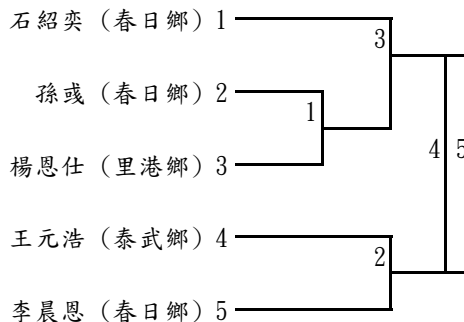 石紹奕 (春日鄉) 1
3
孫彧 (春日鄉) 2
1
楊恩仕 (里港鄉) 3
4 5
王元浩 (泰武鄉) 4
2
李晨恩 (春日鄉) 5